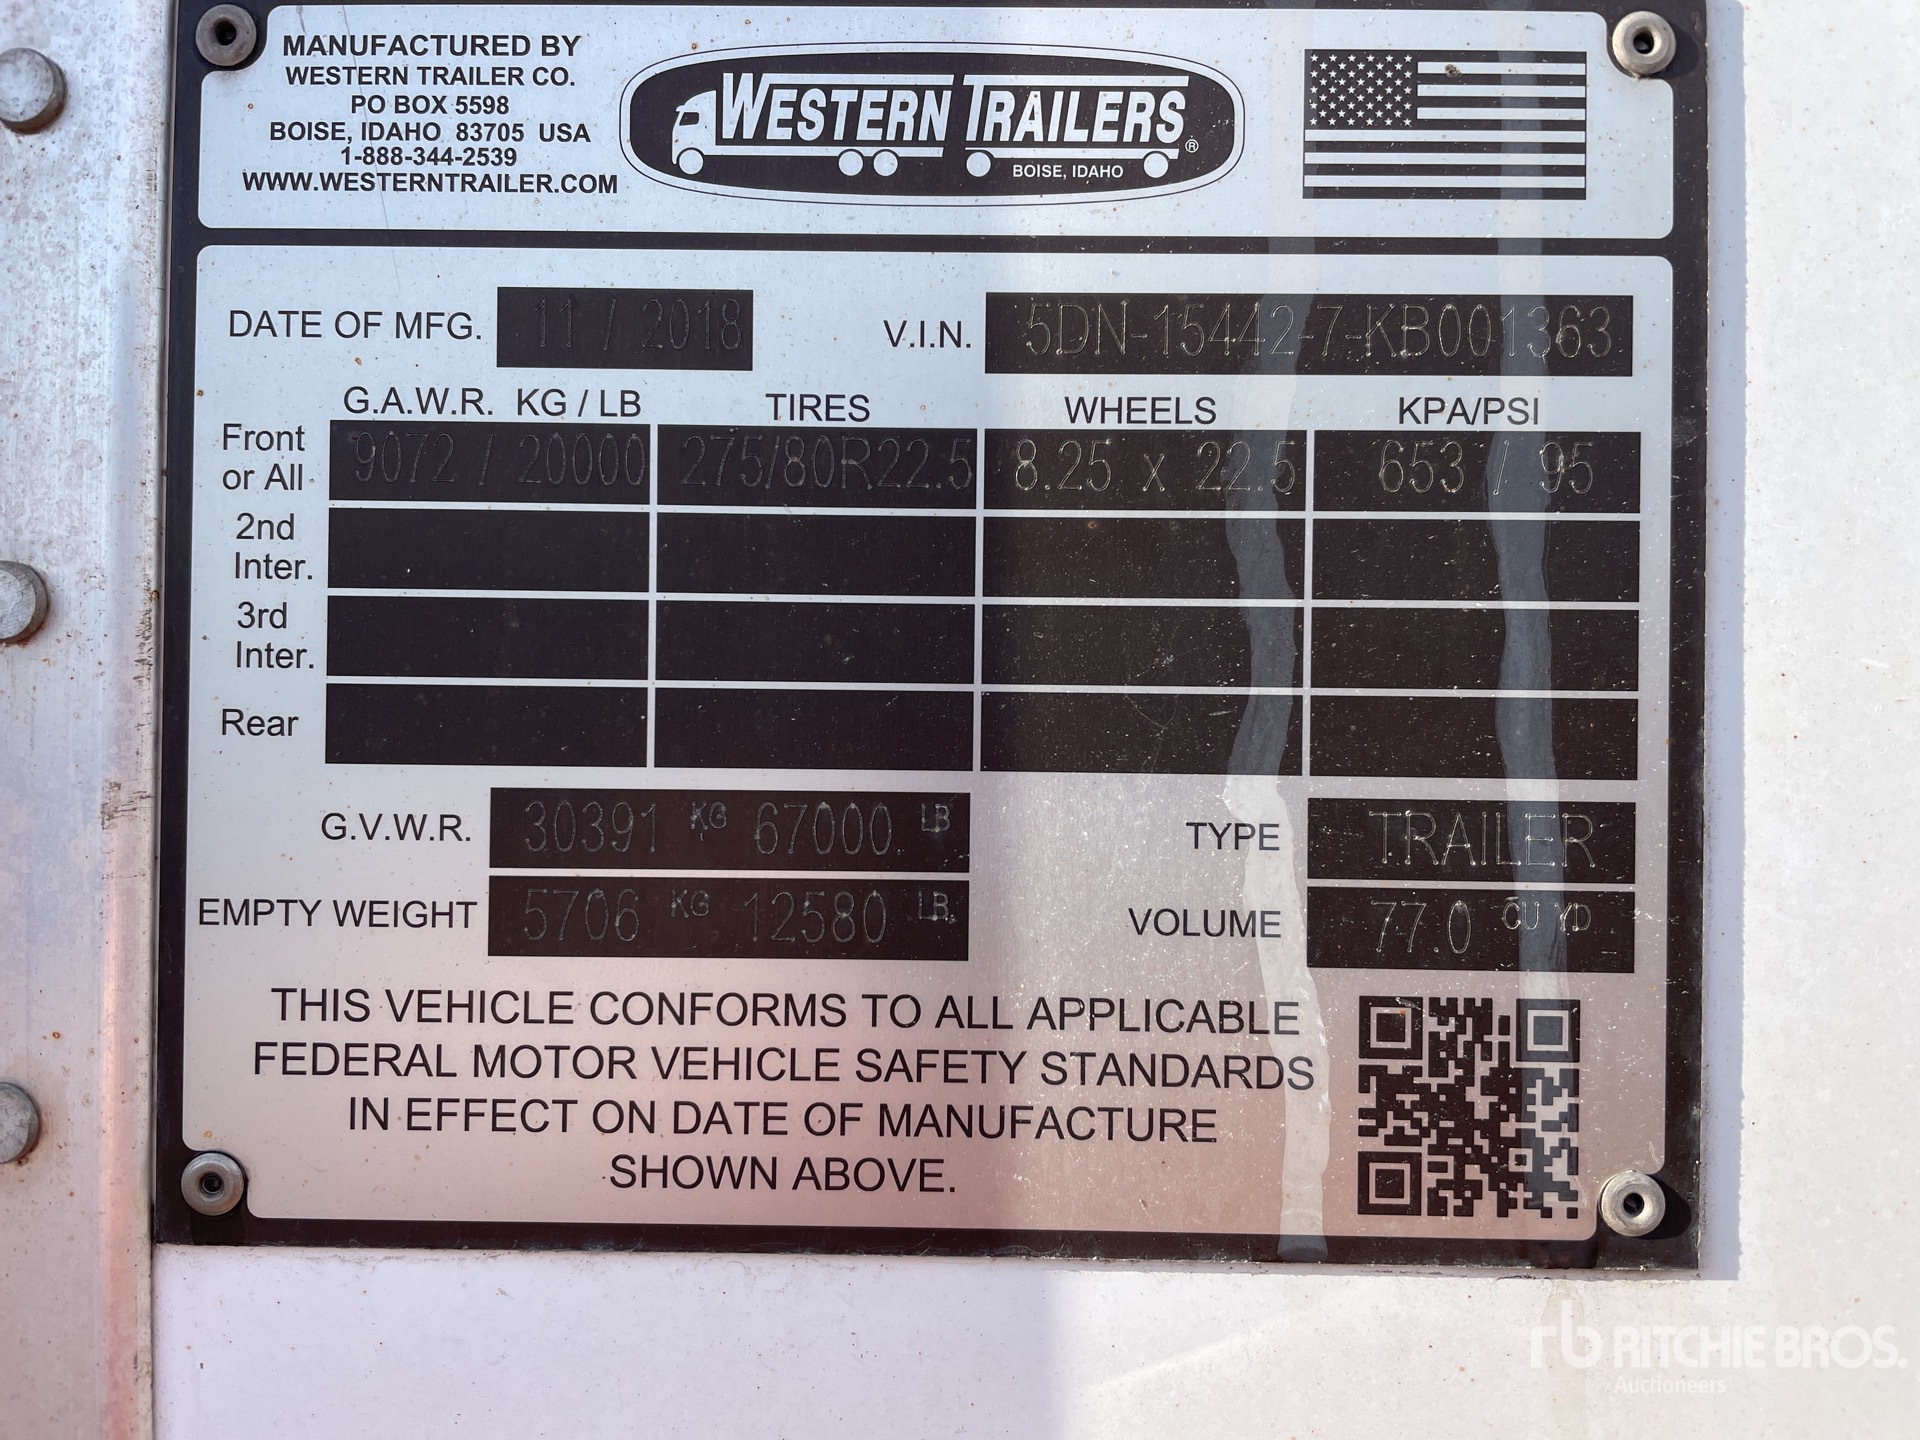 MANUFACTURED BY
WESTERN TRAILER CO.
PO BOX 5598
BOISE, IDAHO 83705 USA
1-888-344-2539
WWW.WESTERNTRAILER.COM
WESTERN TRAILERS ®
BOISE, IDAHO
DATE OF MFG. 11 / 2018 V.I.N. 5DN-15442-7-KB001363
G.A.W.R. KG / LB TIRES WHEELS KPA/PSI
Front
or All 9072 / 20000 275/80R22.5 8.25 x 22.5 653 / 95
2nd
Inter.
3rd
Inter.
Rear
G.V.W.R. 30391 KG 67000 LB TYPE TRAILER
EMPTY WEIGHT 5706 KG 12580 LB VOLUME 77.0 CU YD
THIS VEHICLE CONFORMS TO ALL APPLICABLE
FEDERAL MOTOR VEHICLE SAFETY STANDARDS
IN EFFECT ON DATE OF MANUFACTURE
SHOWN ABOVE.
rb RITCHIE BROS.
Auctioneers